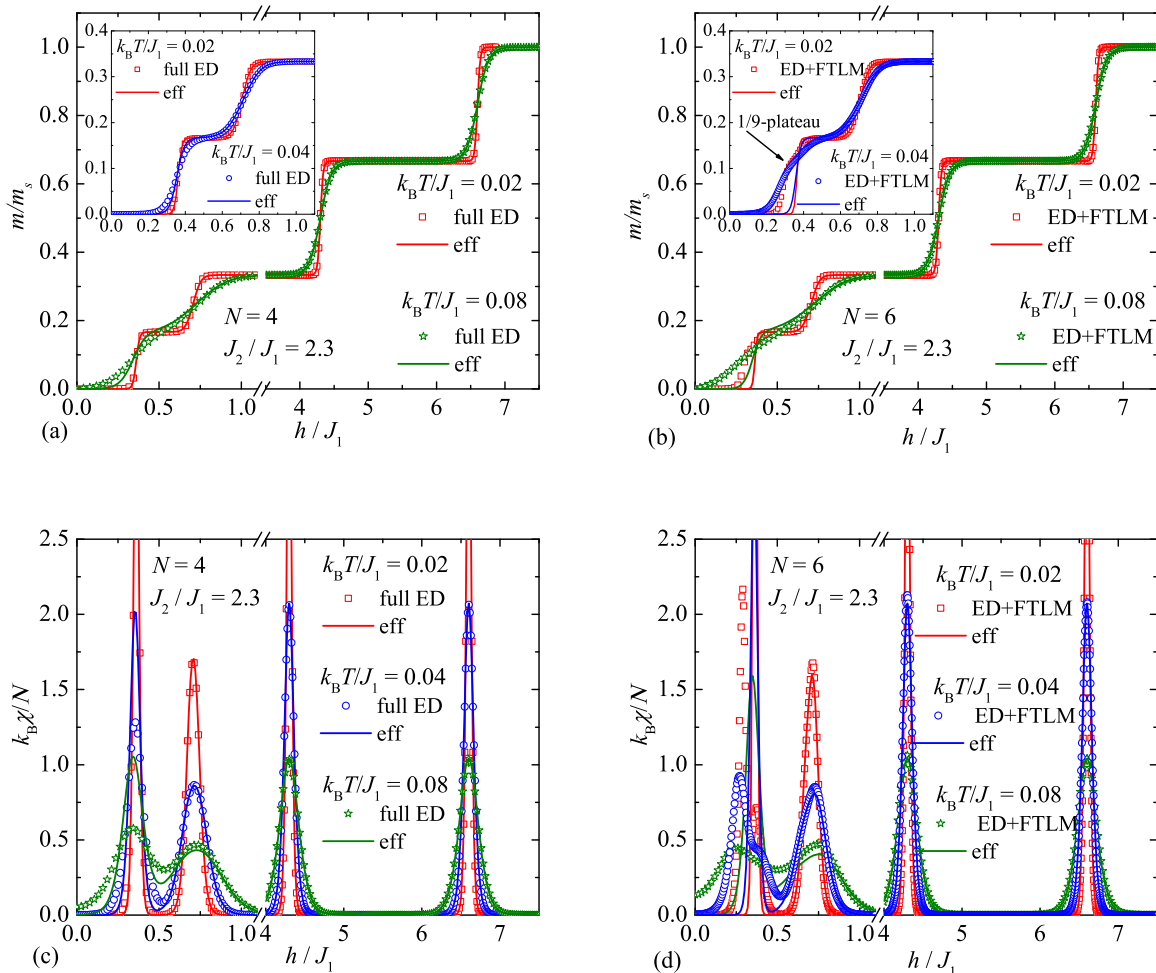 k_BT/J_1 = 0.02
full ED
eff
k_BT/J_1 = 0.04
full ED
eff
0.4
0.3
0.2
0.1
0.0
0.0 0.2 0.4 0.6 0.8 1.0
k_BT/J_1 = 0.02
full ED
eff
k_BT/J_1 = 0.08
full ED
eff
N = 4
J_2 / J_1 = 2.3
1.0
0.8
0.6
0.4
0.2
0.0
m/m_s
0.0 0.5 1.0 4 5 6 7
(a)
h / J_1
k_BT/J_1 = 0.02
ED+FTLM
eff
1/9-plateau
k_BT/J_1 = 0.04
ED+FTLM
eff
0.4
0.3
0.2
0.1
0.0
0.0 0.2 0.4 0.6 0.8 1.0
k_BT/J_1 = 0.02
ED+FTLM
eff
k_BT/J_1 = 0.08
ED+FTLM
eff
N = 6
J_2 / J_1 = 2.3
1.0
0.8
0.6
0.4
0.2
0.0
m/m_s
0.0 0.5 1.0 4 5 6 7
(b)
h / J_1
N = 4
J_2 / J_1 = 2.3
k_BT/J_1 = 0.02
full ED
eff
k_BT/J_1 = 0.04
full ED
eff
k_BT/J_1 = 0.08
full ED
eff
2.5
2.0
1.5
1.0
0.5
0.0
k_Bχ/N
0.0 0.5 1.0 4 5 6 7
(c)
h / J_1
N = 6
J_2 / J_1 = 2.3
k_BT/J_1 = 0.02
ED+FTLM
eff
k_BT/J_1 = 0.04
ED+FTLM
eff
k_BT/J_1 = 0.08
ED+FTLM
eff
2.5
2.0
1.5
1.0
0.5
0.0
k_Bχ/N
0.0 0.5 1.0 4 5 6 7
(d)
h / J_1